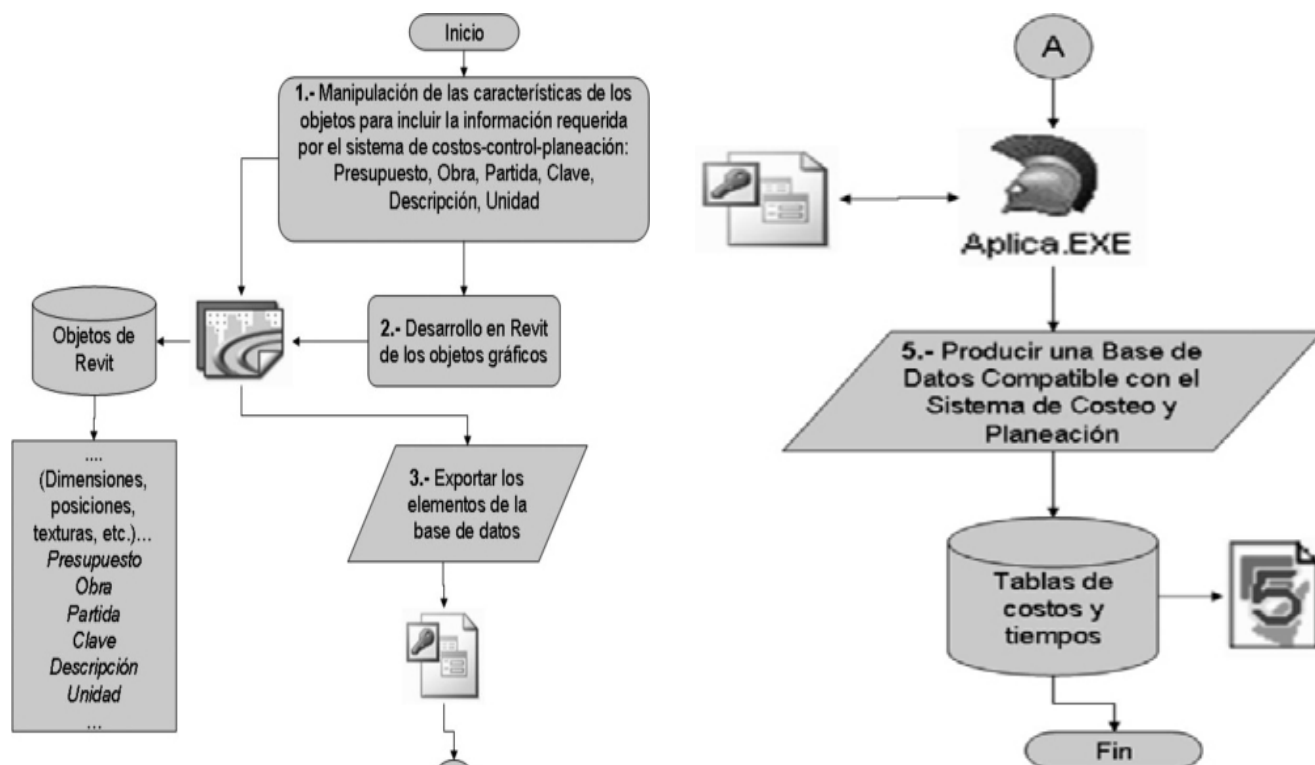 Inicio
1.- Manipulación de las características de los
objetos para incluir la información requerida
por el sistema de costos-control-planeación:
Presupuesto, Obra, Partida, Clave,
Descripción, Unidad
2.- Desarrollo en Revit
de los objetos gráficos
Objetos de
Revit
....
(Dimensiones,
posiciones,
texturas, etc.)...
Presupuesto
Obra
Partida
Clave
Descripción
Unidad
...
3.- Exportar los
elementos de la
base de datos
A
Aplica.EXE
5.- Producir una Base de
Datos Compatible con el
Sistema de Costeo y
Planeación
Tablas de
costos y
tiempos
5
Fin